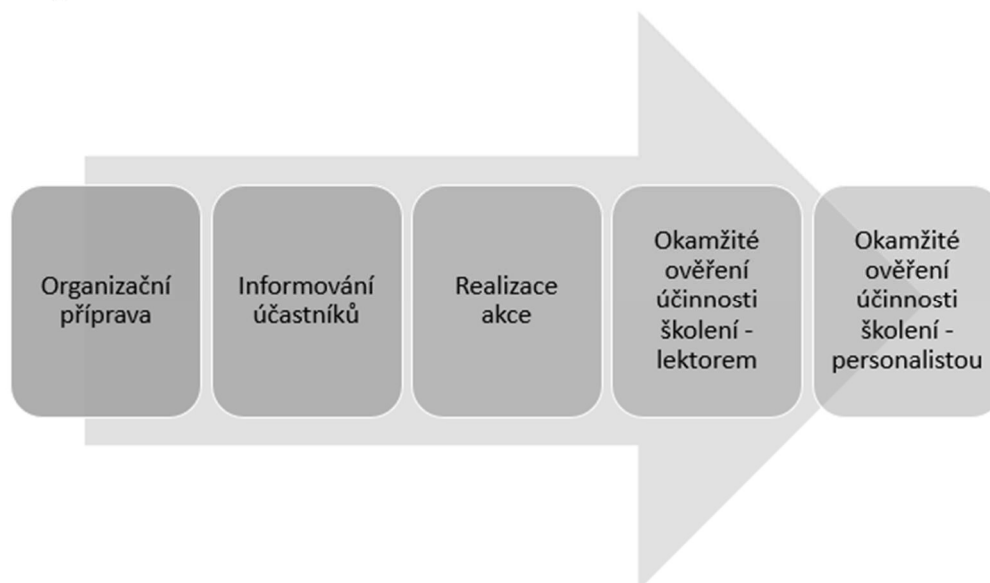 Organizační
příprava
Informování
účastníků
Realizace
akce
Okamžité
ověření
účinnosti
školení -
lektorem
Okamžité
ověření
účinnosti
školení -
personalistou